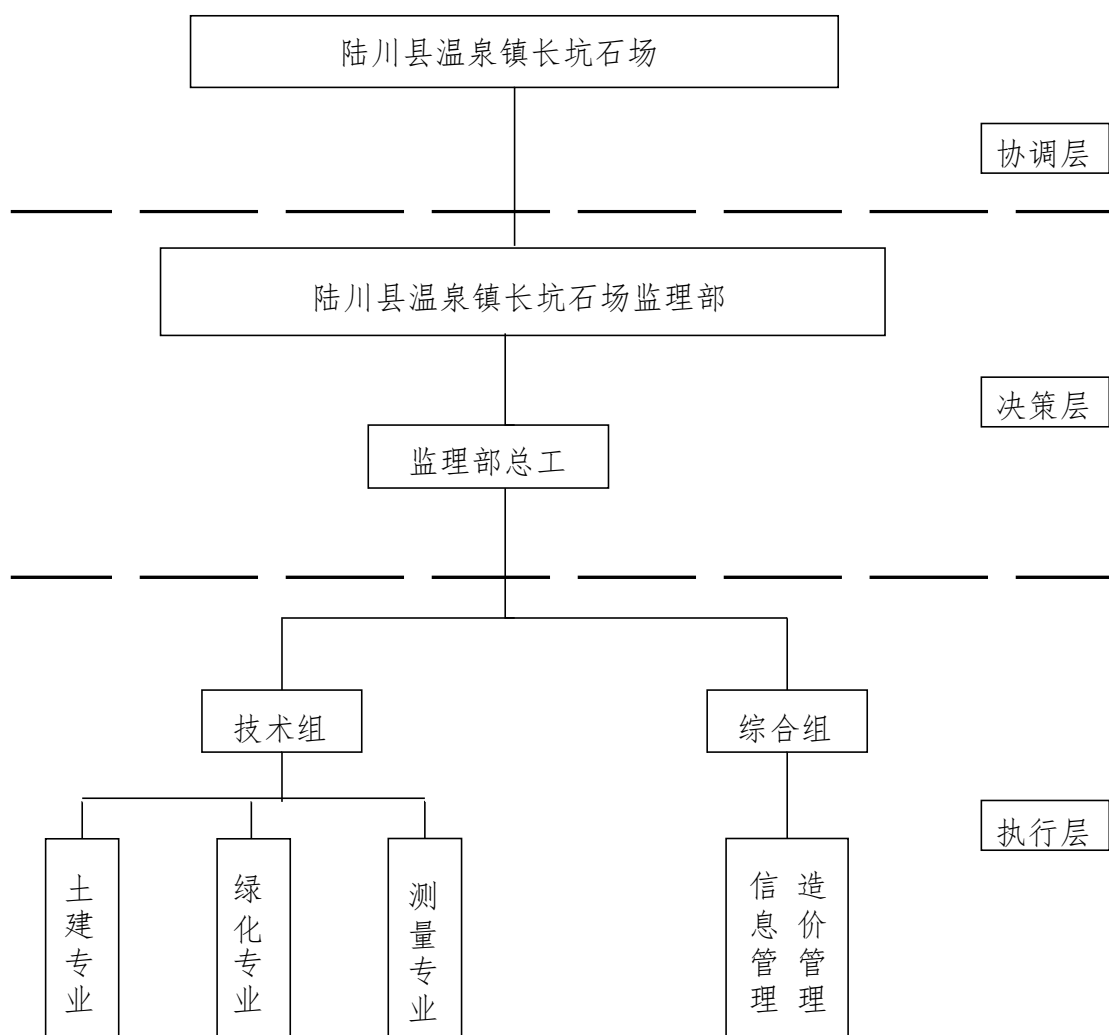 陆川县温泉镇长坑石场
协调层
陆川县温泉镇长坑石场监理部
决策层
监理部总工
技术组
综合组
执行层
土建专业
绿化专业
测量专业
信息管理
造价管理